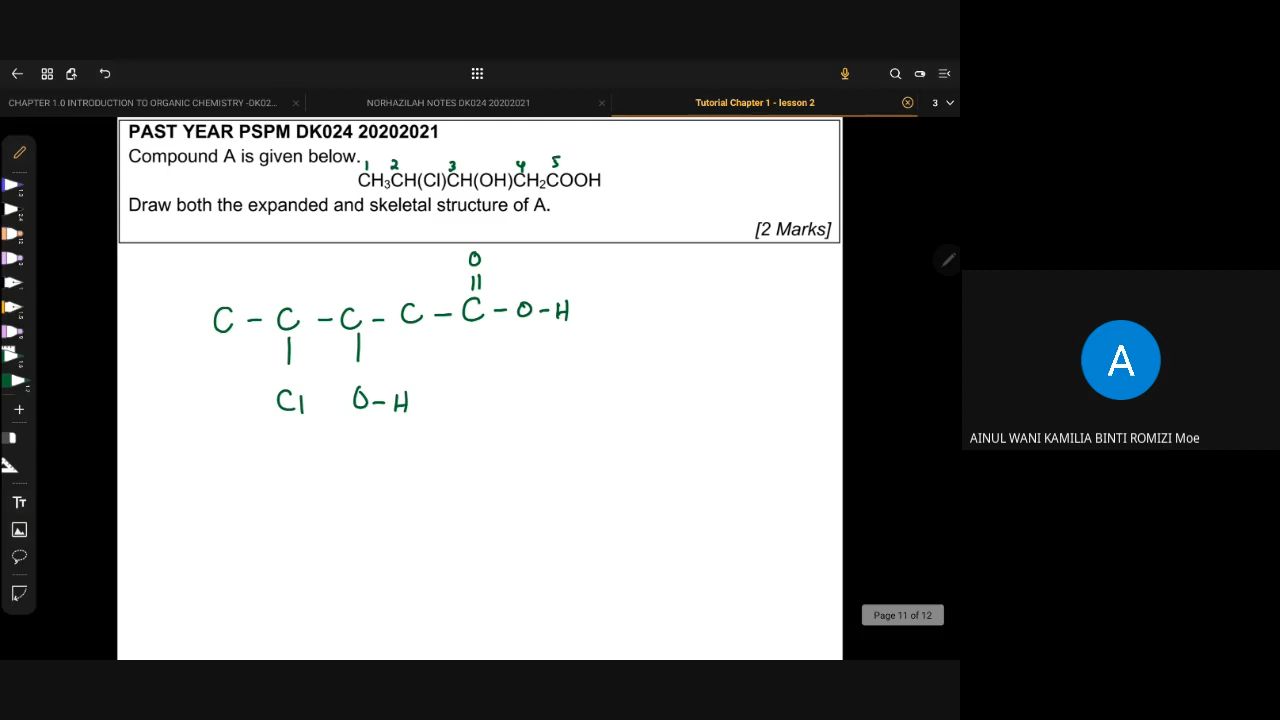 CHAPTER 1.0 INTRODUCTION TO ORGANIC CHEMISTRY -DK02... × NORHAZILAH NOTES DK024 20202021 × Tutorial Chapter 1 - lesson 2 3
PAST YEAR PSPM DK024 20202021
Compound A is given below.
1 2 3 4 5
CH₃CH(Cl)CH(OH)CH₂COOH
Draw both the expanded and skeletal structure of A.
[2 Marks]
O
C - C - C - C - C - O - H
Cl O - H
A
AINUL WANI KAMILIA BINTI ROMIZI Moe
Tт
Page 11 of 12